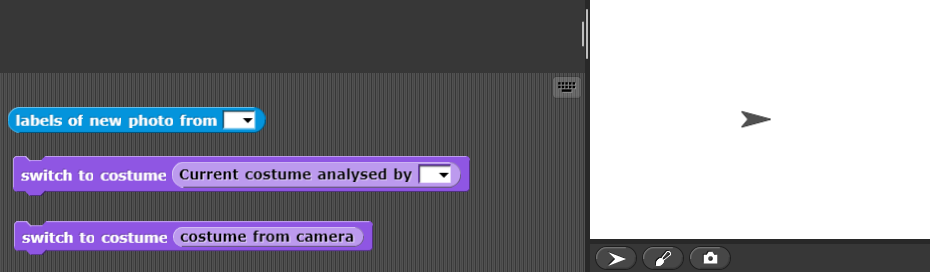 labels of new photo from
switch to costume Current costume analysed by
switch to costume costume from camera